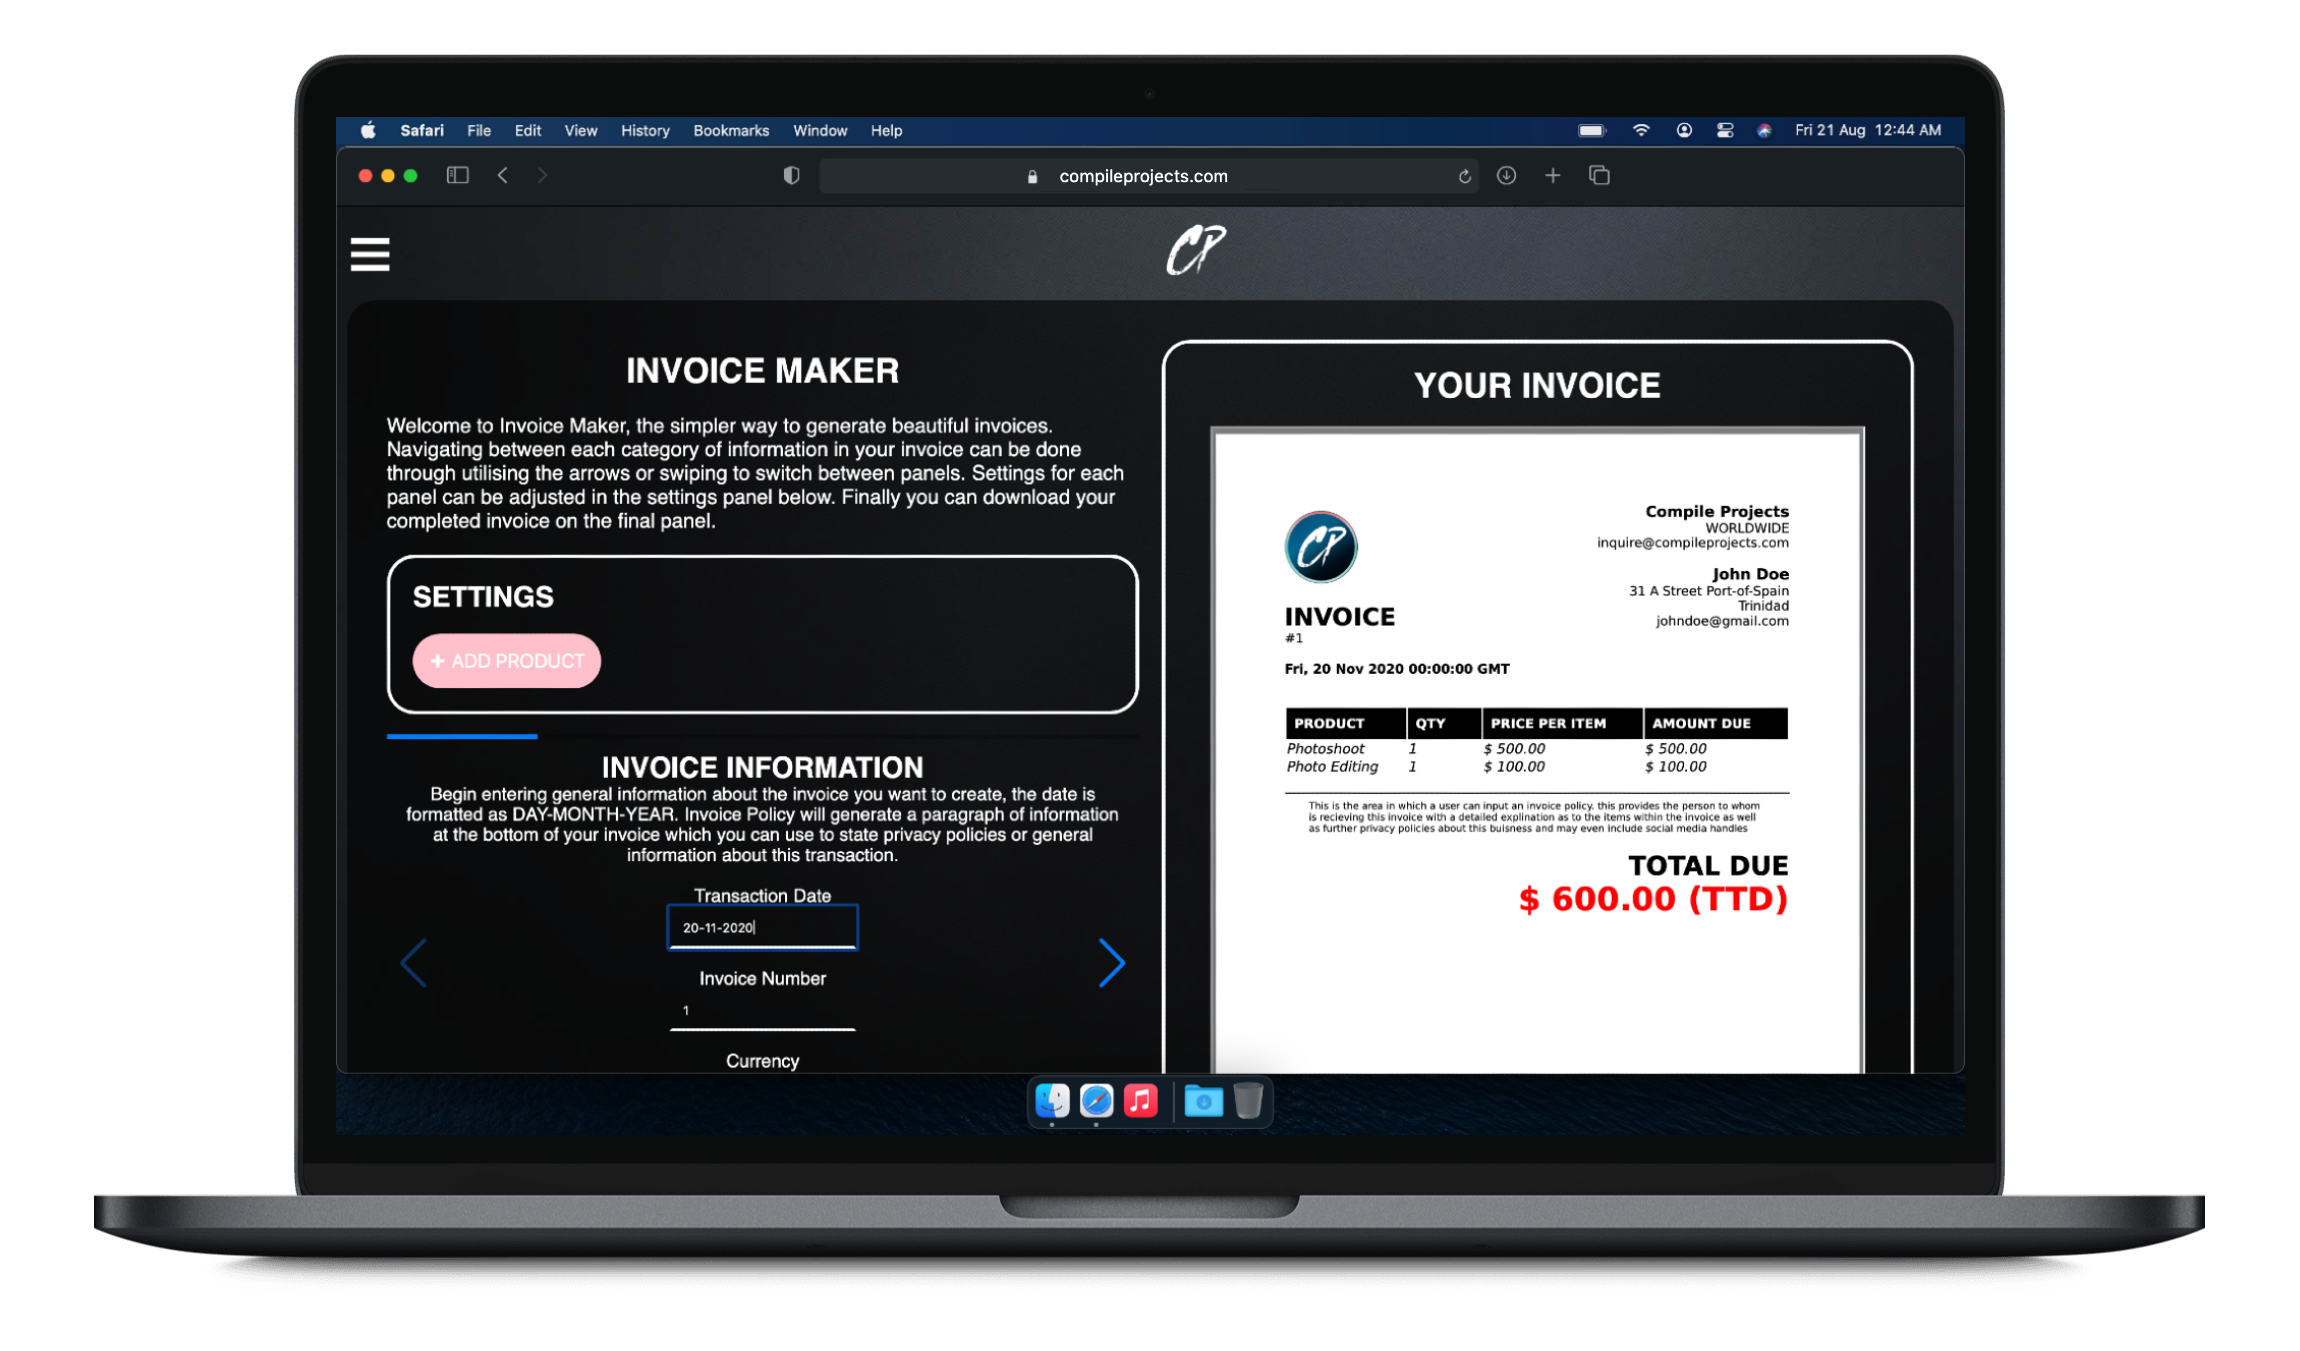 Safari File Edit View History Bookmarks Window Help Fri 21 Aug 12:44 AM
compileprojects.com
CP
INVOICE MAKER
Welcome to Invoice Maker, the simpler way to generate beautiful invoices.
Navigating between each category of information in your invoice can be done
through utilising the arrows or swiping to switch between panels. Settings for each
panel can be adjusted in the settings panel below. Finally you can download your
completed invoice on the final panel.
SETTINGS
+ ADD PRODUCT
INVOICE INFORMATION
Begin entering general information about the invoice you want to create, the date is
formatted as DAY-MONTH-YEAR. Invoice Policy will generate a paragraph of information
at the bottom of your invoice which you can use to state privacy policies or general
information about this transaction.
Transaction Date
20-11-2020
Invoice Number
1
Currency
YOUR INVOICE
CP
Compile Projects
WORLDWIDE
inquire@compileprojects.com
John Doe
31 A Street Port-of-Spain
Trinidad
johndoe@gmail.com
INVOICE
#1
Fri, 20 Nov 2020 00:00:00 GMT
PRODUCT QTY PRICE PER ITEM AMOUNT DUE
Photoshoot 1 $ 500.00 $ 500.00
Photo Editing 1 $ 100.00 $ 100.00
This is the area in which a user can input an invoice policy. this provides the person to whom
is recieving this invoice with a detailed explination as to the items within the invoice as well
as further privacy policies about this buisness and may even include social media handles
TOTAL DUE
$ 600.00 (TTD)